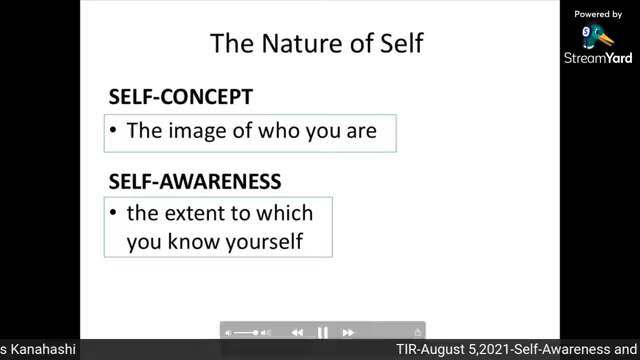 Powered by
StreamYard
The Nature of Self
SELF-CONCEPT
• The image of who you are
SELF-AWARENESS
• the extent to which
you know yourself
s Kanahashi
TIR-August 5,2021-Self-Awareness and